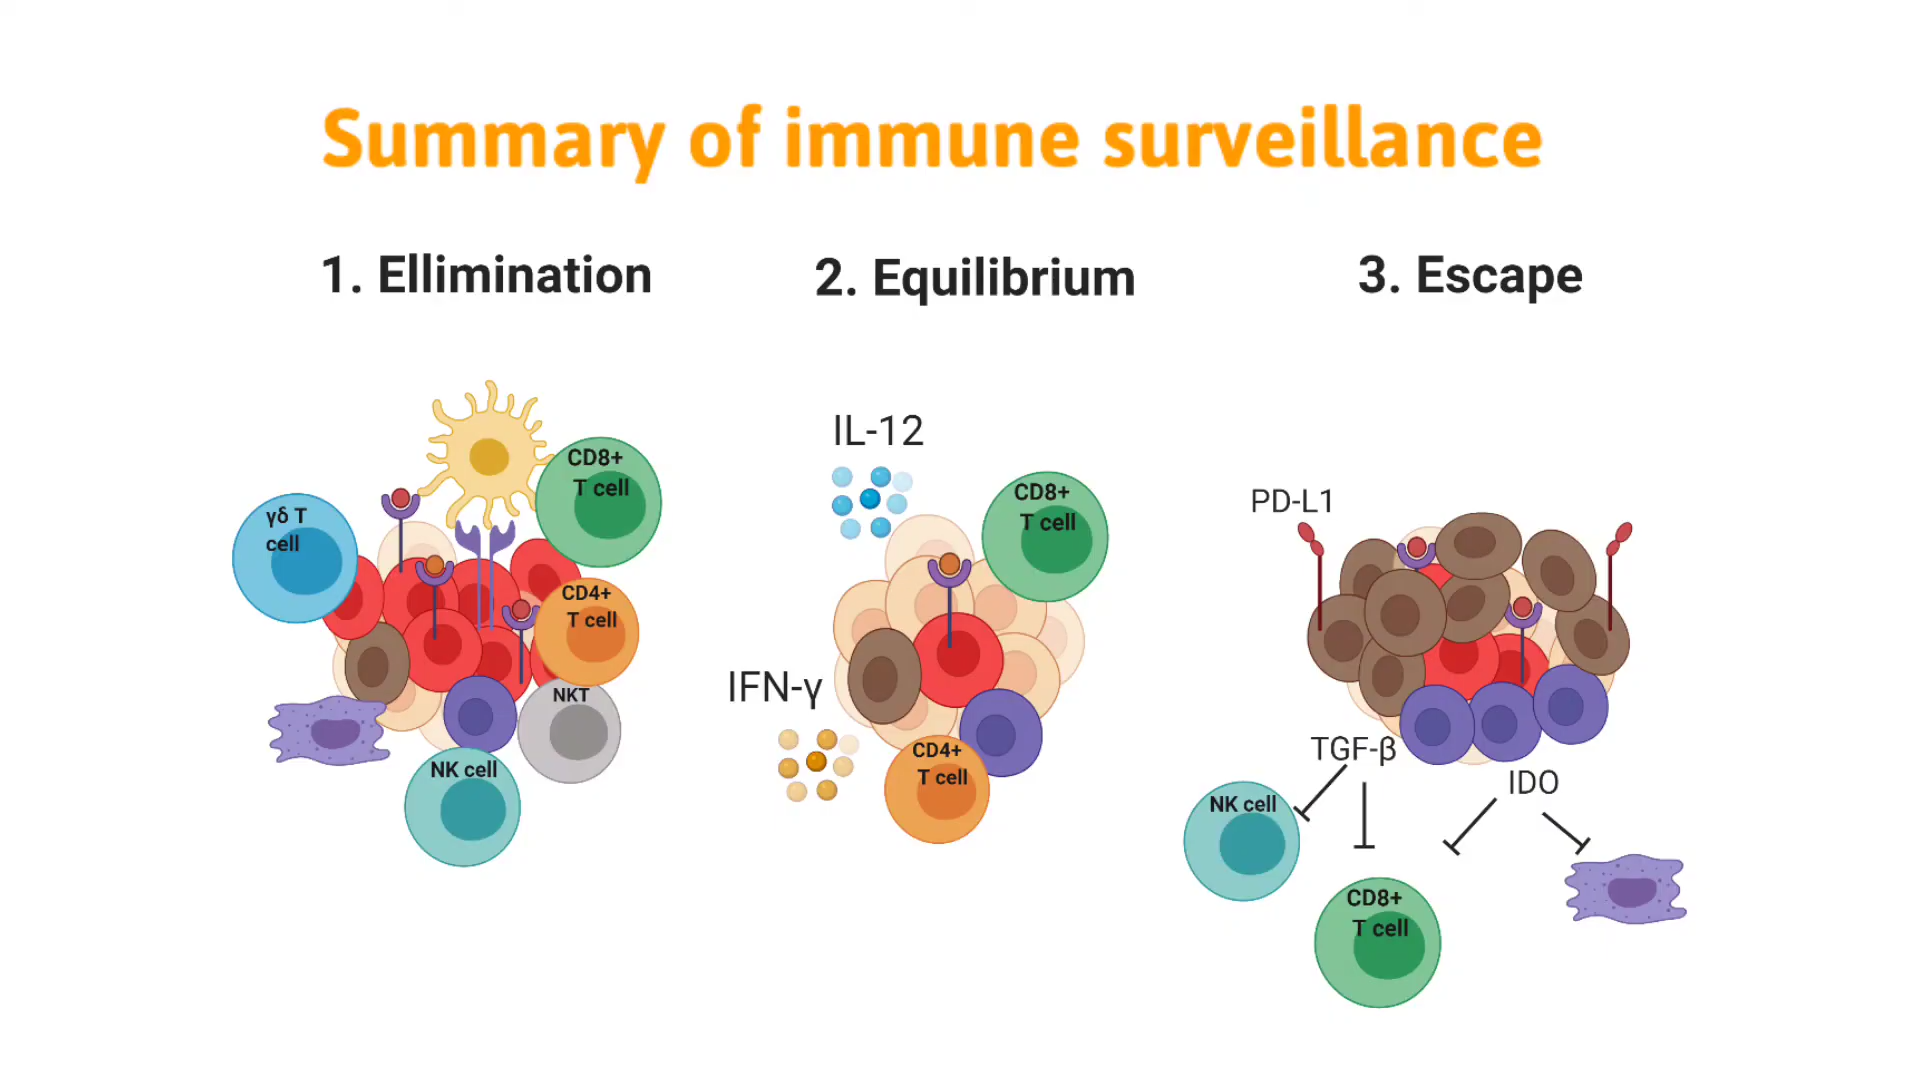 Summary of immune surveillance
1. Ellimination
2. Equilibrium
3. Escape
CD8+
T cell
γδ T
cell
CD4+
T cell
NKT
NK cell
IL-12
CD8+
T cell
IFN-γ
CD4+
T cell
PD-L1
TGF-β
IDO
NK cell
CD8+
T cell